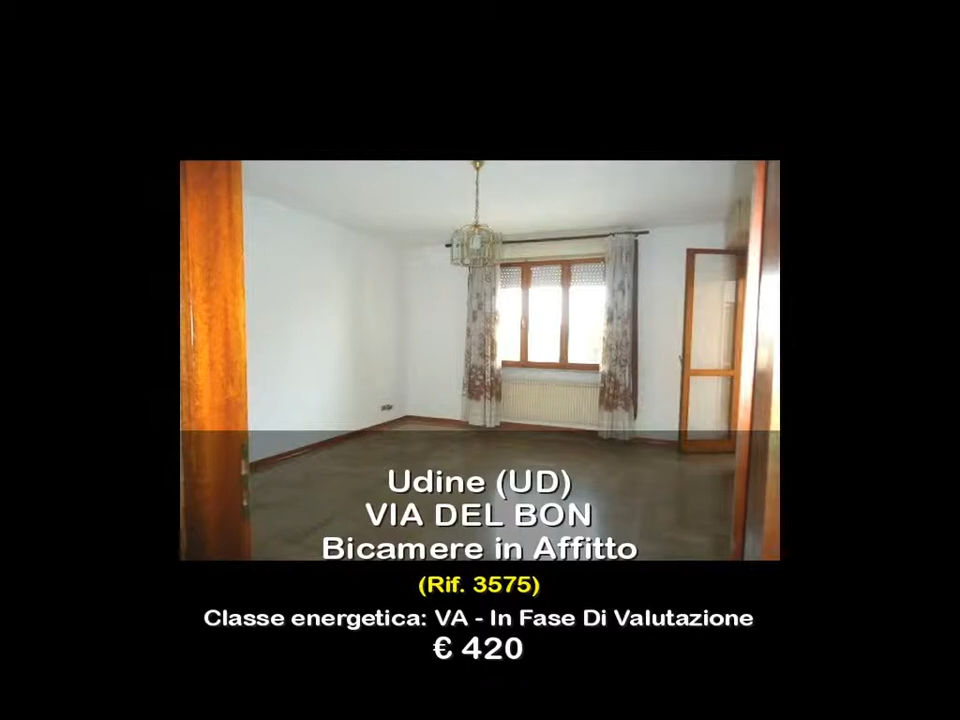 Udine (UD)
VIA DEL BON
Bicamere in Affitto
(Rif. 3575)
Classe energetica: VA - In Fase Di Valutazione
€ 420